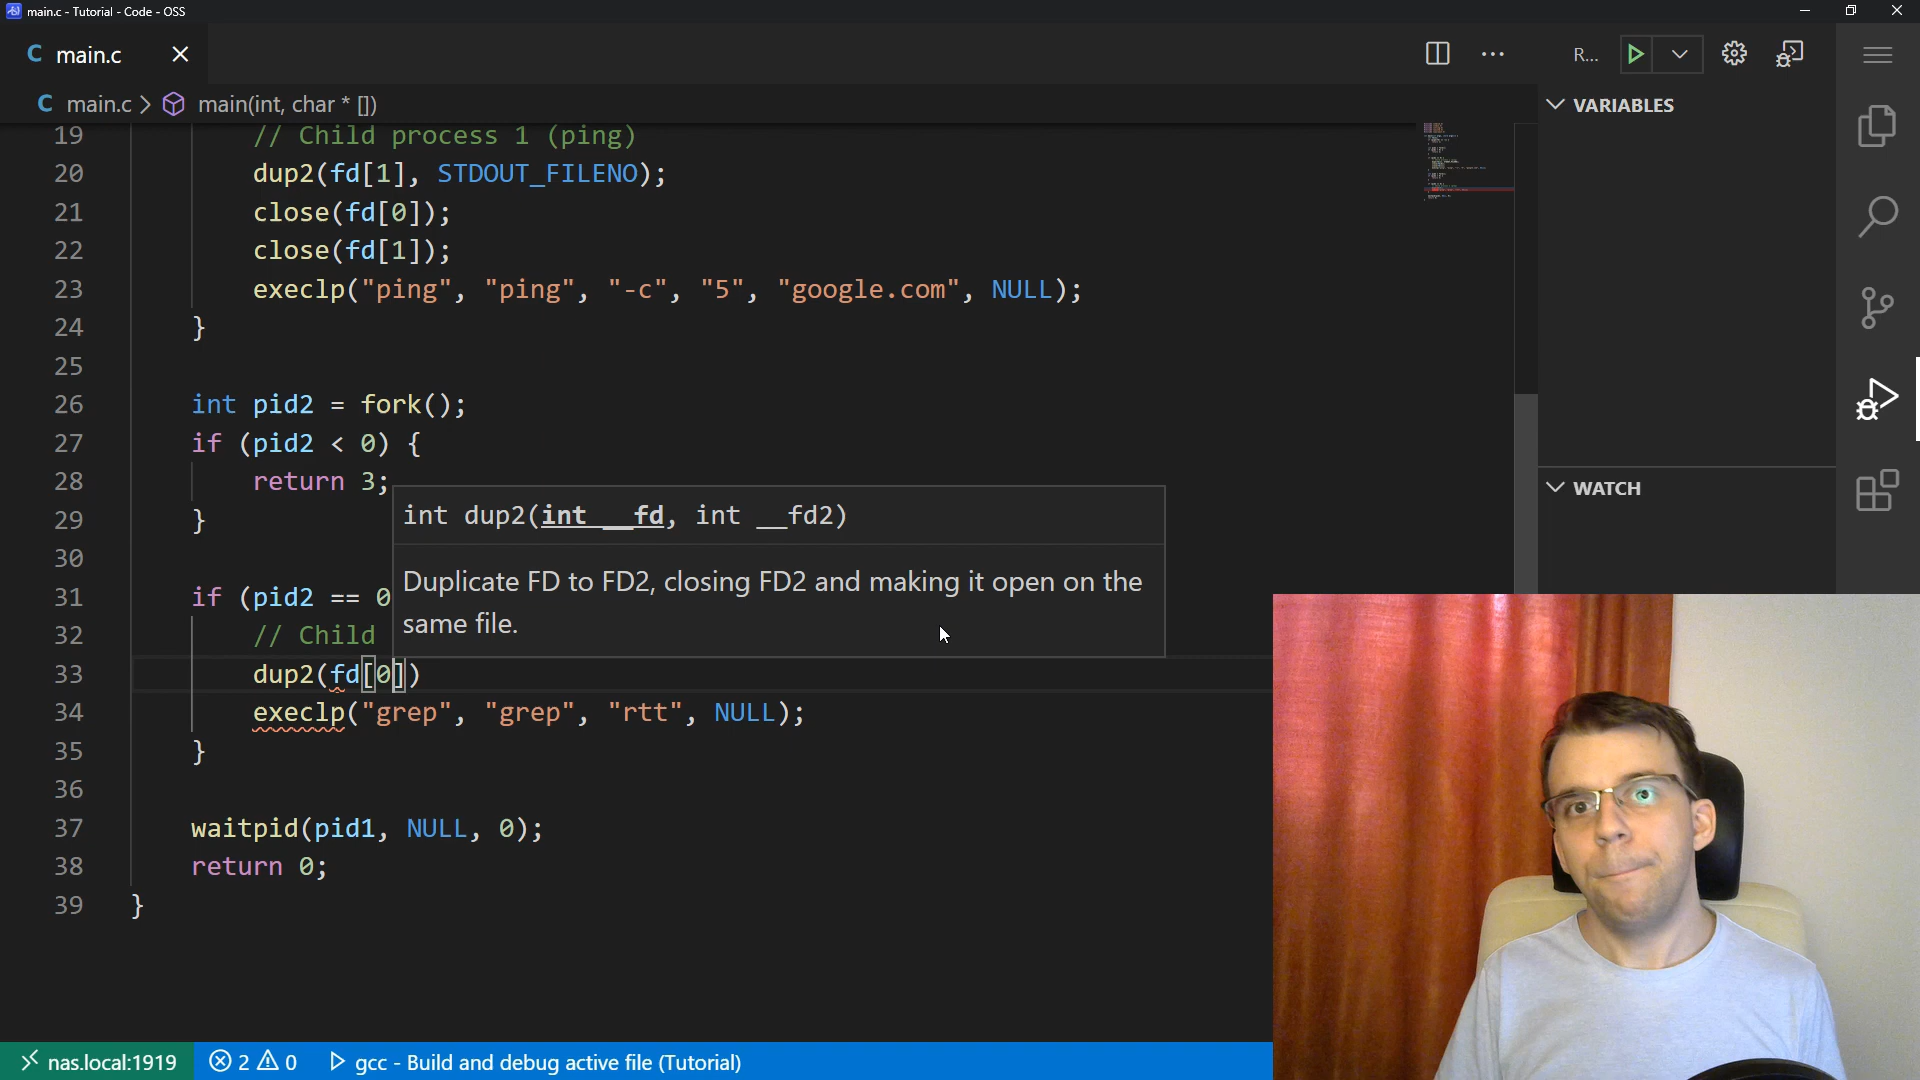 main.c - Tutorial - Code - OSS
C main.c
R...
C main.c > main(int, char * [])
VARIABLES
19 // Child process 1 (ping)
20 dup2(fd[1], STDOUT_FILENO);
21 close(fd[0]);
22 close(fd[1]);
23 execlp("ping", "ping", "-c", "5", "google.com", NULL);
24 }
25
26 int pid2 = fork();
27 if (pid2 < 0) {
28 return 3;
29 }
30
31 if (pid2 == 0
32 // Child
33 dup2(fd[0])
34 execlp("grep", "grep", "rtt", NULL);
35 }
36
37 waitpid(pid1, NULL, 0);
38 return 0;
39 }
int dup2(int __fd, int __fd2)
Duplicate FD to FD2, closing FD2 and making it open on the
same file.
WATCH
nas.local:1919 2 0 gcc - Build and debug active file (Tutorial)